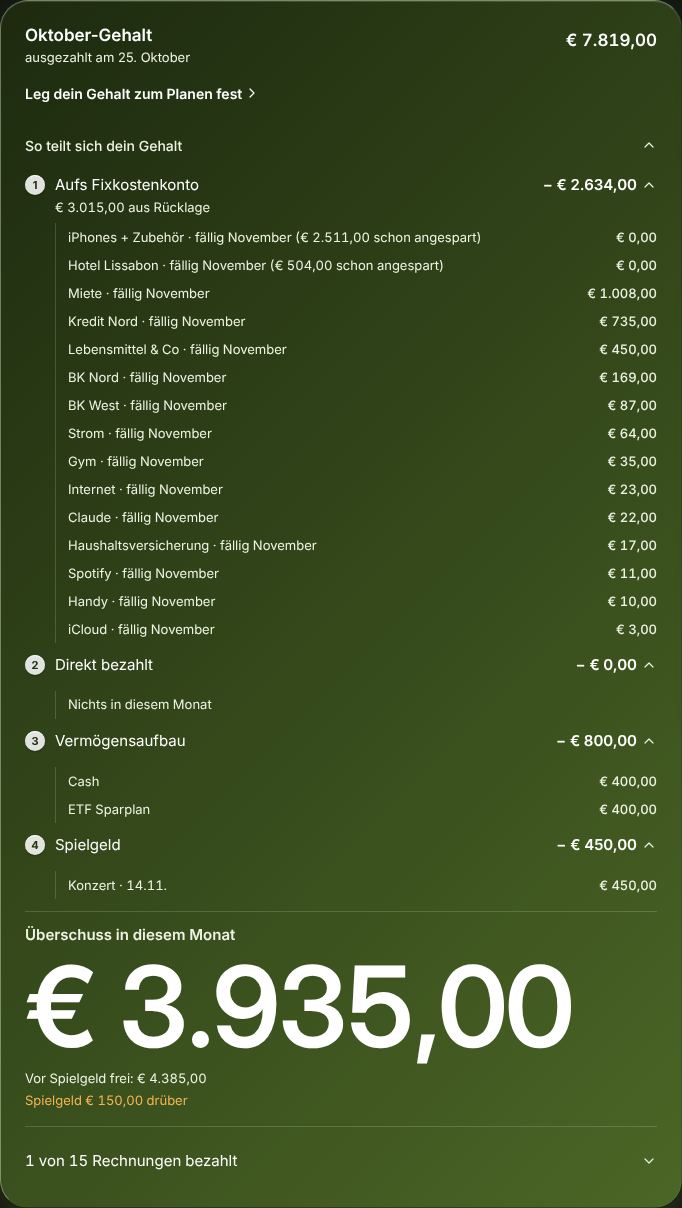 Oktober-Gehalt
€ 7.819,00
ausgezahlt am 25. Oktober
Leg dein Gehalt zum Planen fest
So teilt sich dein Gehalt
1 Aufs Fixkostenkonto – € 2.634,00
€ 3.015,00 aus Rücklage
iPhones + Zubehör · fällig November (€ 2.511,00 schon angespart) € 0,00
Hotel Lissabon · fällig November (€ 504,00 schon angespart) € 0,00
Miete · fällig November € 1.008,00
Kredit Nord · fällig November € 735,00
Lebensmittel & Co · fällig November € 450,00
BK Nord · fällig November € 169,00
BK West · fällig November € 87,00
Strom · fällig November € 64,00
Gym · fällig November € 35,00
Internet · fällig November € 23,00
Claude · fällig November € 22,00
Haushaltsversicherung · fällig November € 17,00
Spotify · fällig November € 11,00
Handy · fällig November € 10,00
iCloud · fällig November € 3,00
2 Direkt bezahlt – € 0,00
Nichts in diesem Monat
3 Vermögensaufbau – € 800,00
Cash € 400,00
ETF Sparplan € 400,00
4 Spielgeld – € 450,00
Konzert · 14.11. € 450,00
Überschuss in diesem Monat
€ 3.935,00
Vor Spielgeld frei: € 4.385,00
Spielgeld € 150,00 drüber
1 von 15 Rechnungen bezahlt